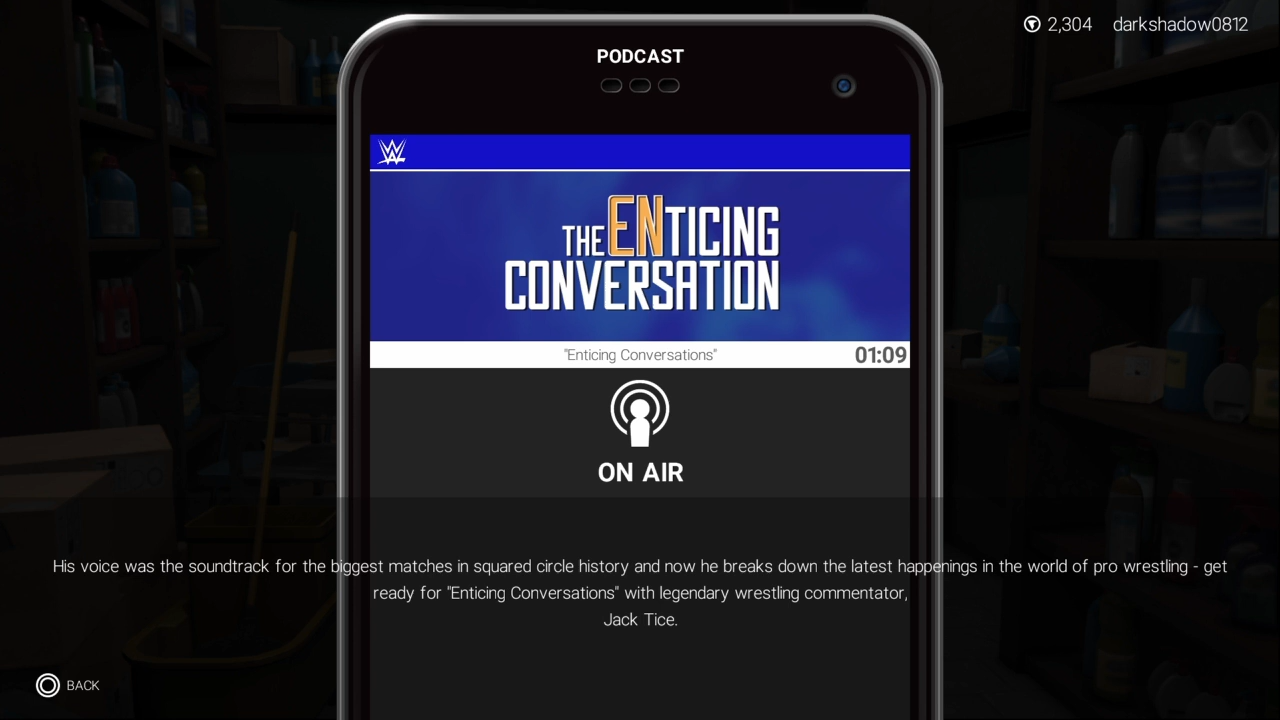 2,304 darkshadow0812
PODCAST
W
THE ENTICING
CONVERSATION
"Enticing Conversations" 01:09
ON AIR
His voice was the soundtrack for the biggest matches in squared circle history and now he breaks down the latest happenings in the world of pro wrestling - get
ready for "Enticing Conversations" with legendary wrestling commentator,
Jack Tice.
BACK